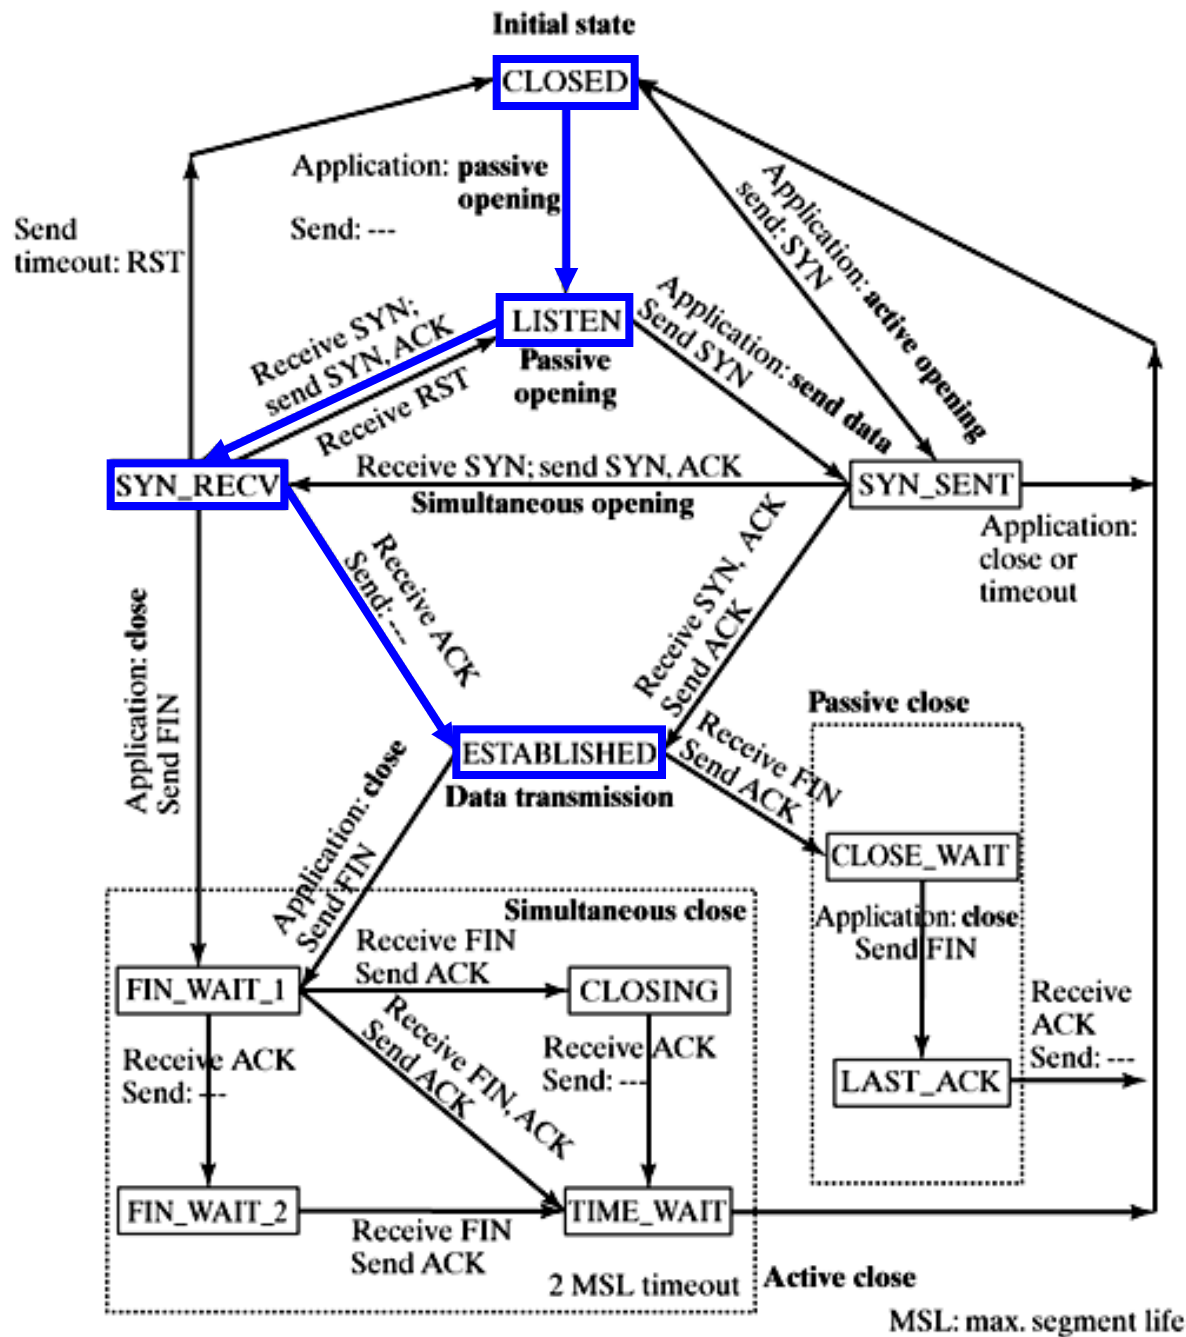 Initial state
CLOSED
Application: passive
opening
Send: ---
Send
timeout: RST
Application: active opening
send: SYN
LISTEN
Passive
opening
Receive SYN;
send SYN, ACK
Receive RST
Application: send data
Send SYN
SYN_RECV
Receive SYN; send SYN, ACK
Simultaneous opening
SYN_SENT
Application:
close or
timeout
Receive ACK
Send: ---
Receive SYN, ACK
Send ACK
Application: close
Send FIN
ESTABLISHED
Data transmission
Receive FIN
Send ACK
Passive close
CLOSE_WAIT
Application: close
Send FIN
Application: close
Send FIN
Simultaneous close
Receive FIN
Send ACK
FIN_WAIT_1
CLOSING
Receive ACK
Send: ---
Receive FIN, ACK
Send ACK
Receive ACK
Send: ---
Receive
ACK
Send: ---
LAST_ACK
FIN_WAIT_2
Receive FIN
Send ACK
TIME_WAIT
2 MSL timeout
Active close
MSL: max. segment life